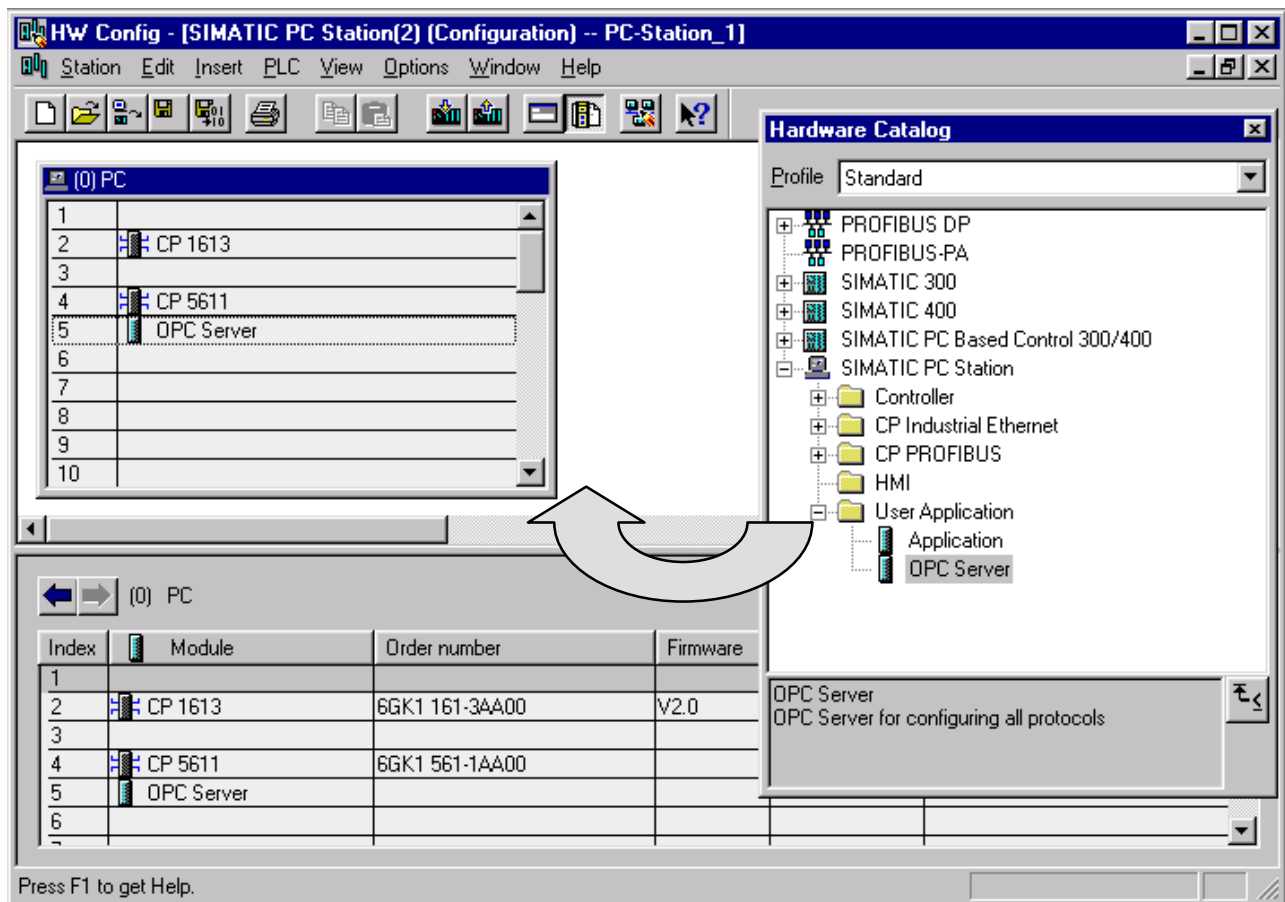 HW Config - [SIMATIC PC Station(2) (Configuration) -- PC-Station_1]
Station Edit Insert PLC View Options Window Help
Hardware Catalog
Profile Standard
PROFIBUS DP
PROFIBUS-PA
SIMATIC 300
SIMATIC 400
SIMATIC PC Based Control 300/400
SIMATIC PC Station
Controller
CP Industrial Ethernet
CP PROFIBUS
HMI
User Application
Application
OPC Server
OPC Server
OPC Server for configuring all protocols
(0) PC
1
2 CP 1613
3
4 CP 5611
5 OPC Server
6
7
8
9
10
(0) PC
Index Module Order number Firmware
1
2 CP 1613 6GK1 161-3AA00 V2.0
3
4 CP 5611 6GK1 561-1AA00
5 OPC Server
6
Press F1 to get Help.